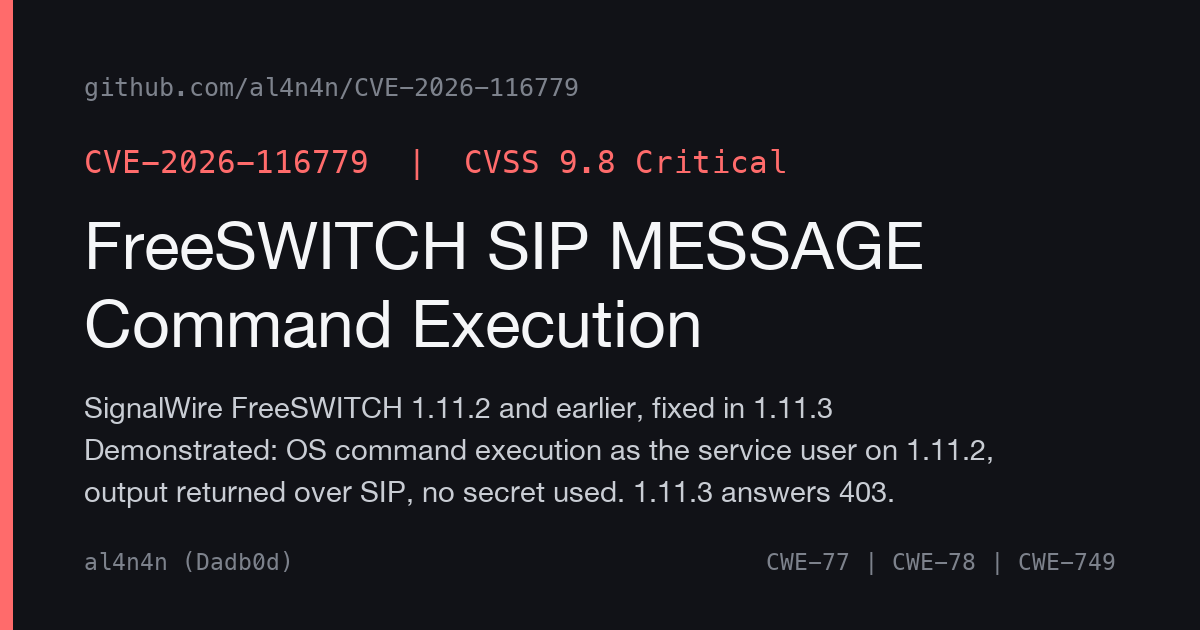 github.com/al4n4n/CVE-2026-116779
CVE-2026-116779 | CVSS 9.8 Critical
FreeSWITCH SIP MESSAGE
Command Execution
SignalWire FreeSWITCH 1.11.2 and earlier, fixed in 1.11.3
Demonstrated: OS command execution as the service user on 1.11.2,
output returned over SIP, no secret used. 1.11.3 answers 403.
al4n4n (Dadb0d)
CWE-77 | CWE-78 | CWE-749